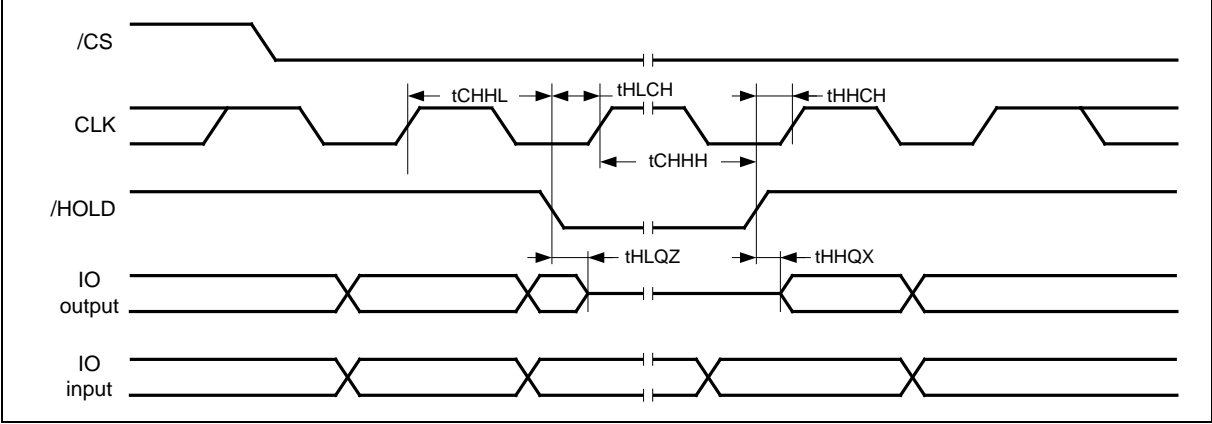 /CS
tCHHL
tHLCH
tHHCH
CLK
tCHHH
/HOLD
tHLQZ
tHHQX
IO
output
IO
input